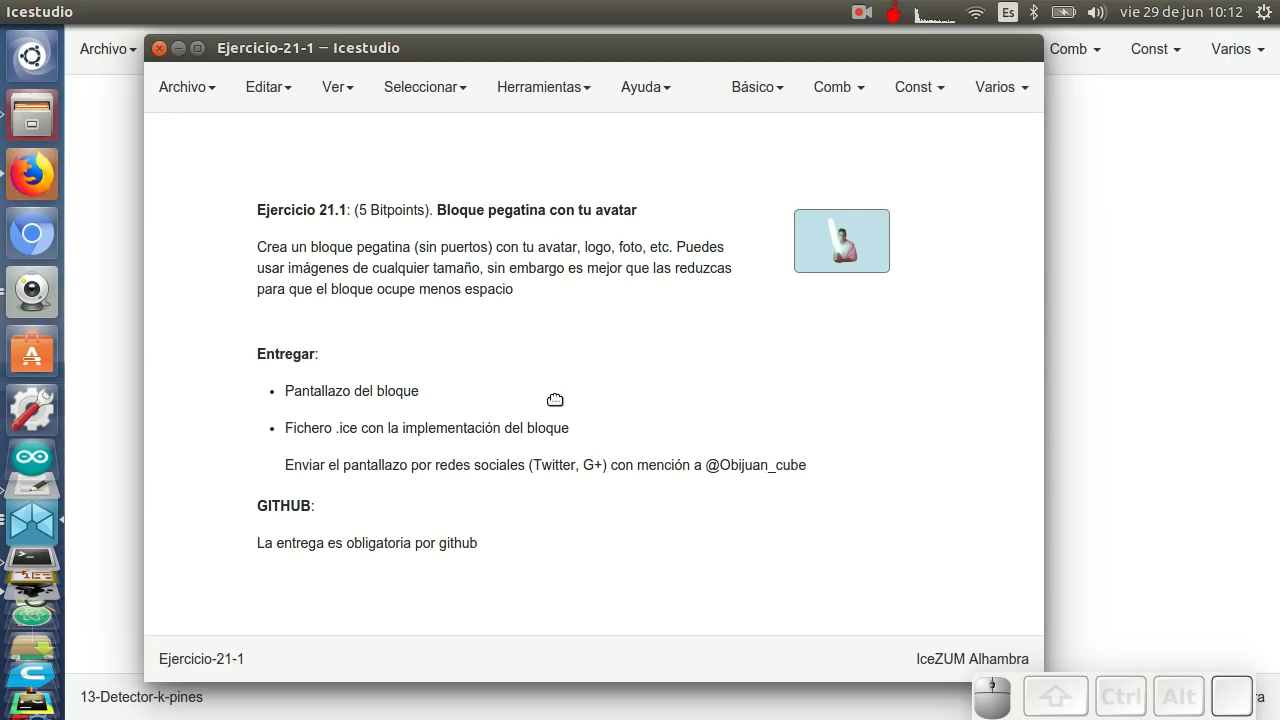 Icestudio
Es
vie 29 de jun 10:12
Archivo
Comb
Const
Varios
Ejercicio-21-1 – Icestudio
Archivo
Editar
Ver
Seleccionar
Herramientas
Ayuda
Básico
Comb
Const
Varios
Ejercicio 21.1: (5 Bitpoints). Bloque pegatina con tu avatar
Crea un bloque pegatina (sin puertos) con tu avatar, logo, foto, etc. Puedes
usar imágenes de cualquier tamaño, sin embargo es mejor que las reduzcas
para que el bloque ocupe menos espacio
Entregar:
• Pantallazo del bloque
• Fichero .ice con la implementación del bloque
Enviar el pantallazo por redes sociales (Twitter, G+) con mención a @Obijuan_cube
GITHUB:
La entrega es obligatoria por github
Ejercicio-21-1
IceZUM Alhambra
13-Detector-k-pines
Ctrl
Alt